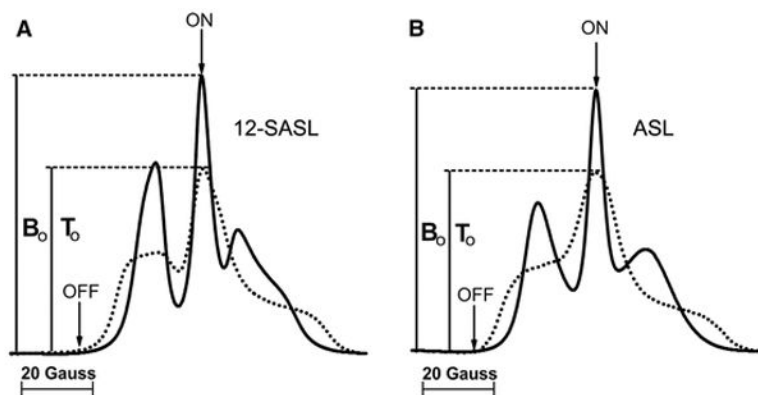 A
ON
12-SASL
Bo To
OFF
20 Gauss
B
ON
ASL
Bo To
OFF
20 Gauss